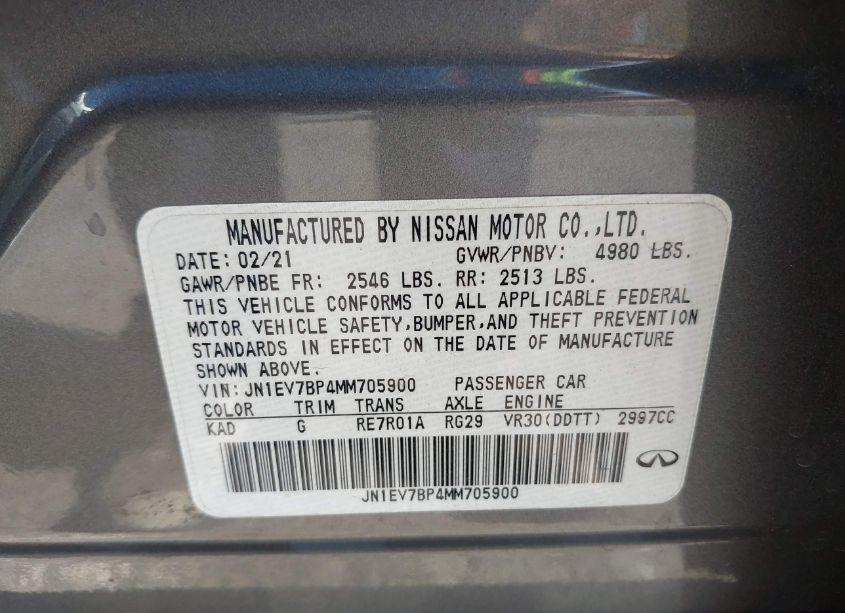 MANUFACTURED BY NISSAN MOTOR CO.,LTD.
DATE: 02/21 GVWR/PNBV: 4980 LBS.
GAWR/PNBE FR: 2546 LBS. RR: 2513 LBS.
THIS VEHICLE CONFORMS TO ALL APPLICABLE FEDERAL
MOTOR VEHICLE SAFETY,BUMPER,AND THEFT PREVENTION
STANDARDS IN EFFECT ON THE DATE OF MANUFACTURE
SHOWN ABOVE.
VIN: JN1EV7BP4MM705900 PASSENGER CAR
COLOR TRIM TRANS AXLE ENGINE
KAD G RE7R01A RG29 VR30(DDTT) 2997CC
JN1EV7BP4MM705900